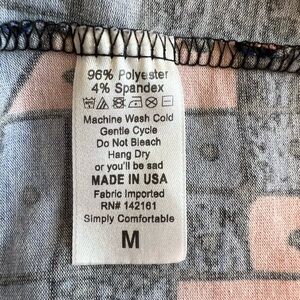 96% Polyester
4% Spandex
Machine Wash Cold
Gentle Cycle
Do Not Bleach
Hang Dry
or you'll be sad
MADE IN USA
Fabric Imported
RN# 142161
Simply Comfortable
M